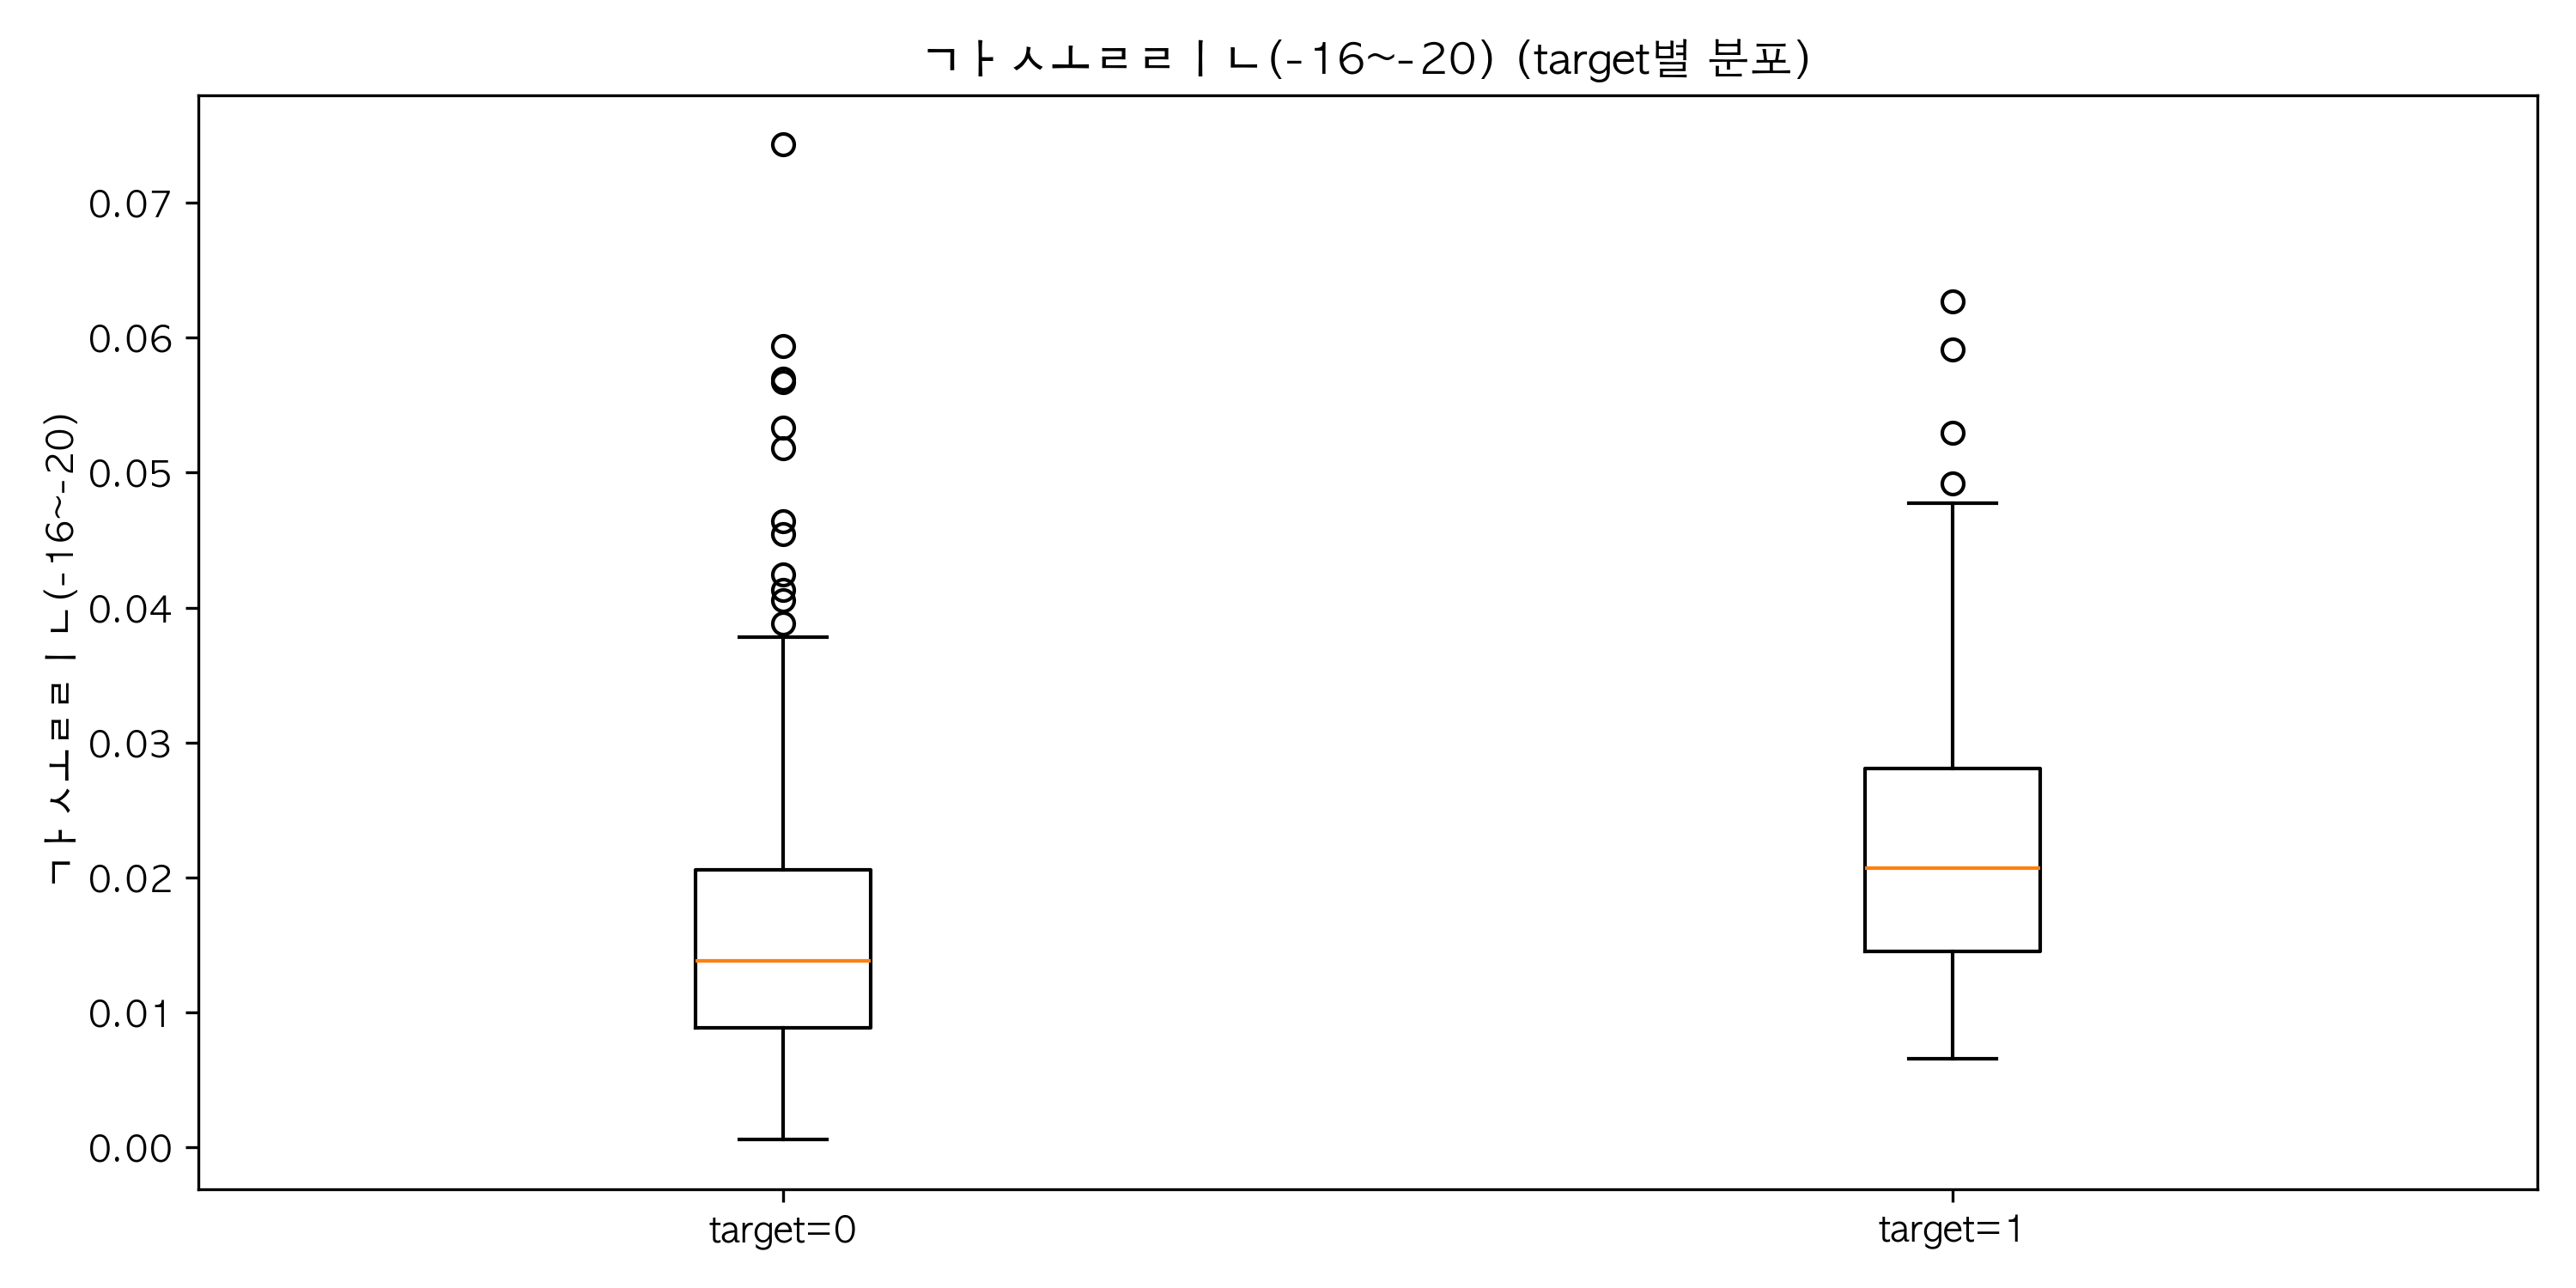 ㄱㅏ ㅅㅗㄹㄹㅣㄴ(-16~-20) (target별 분포)
ㄱㅏ ㅅㅗㄹㄹㅣㄴ(-16~-20)
0.07
0.06
0.05
0.04
0.03
0.02
0.01
0.00
target=0
target=1